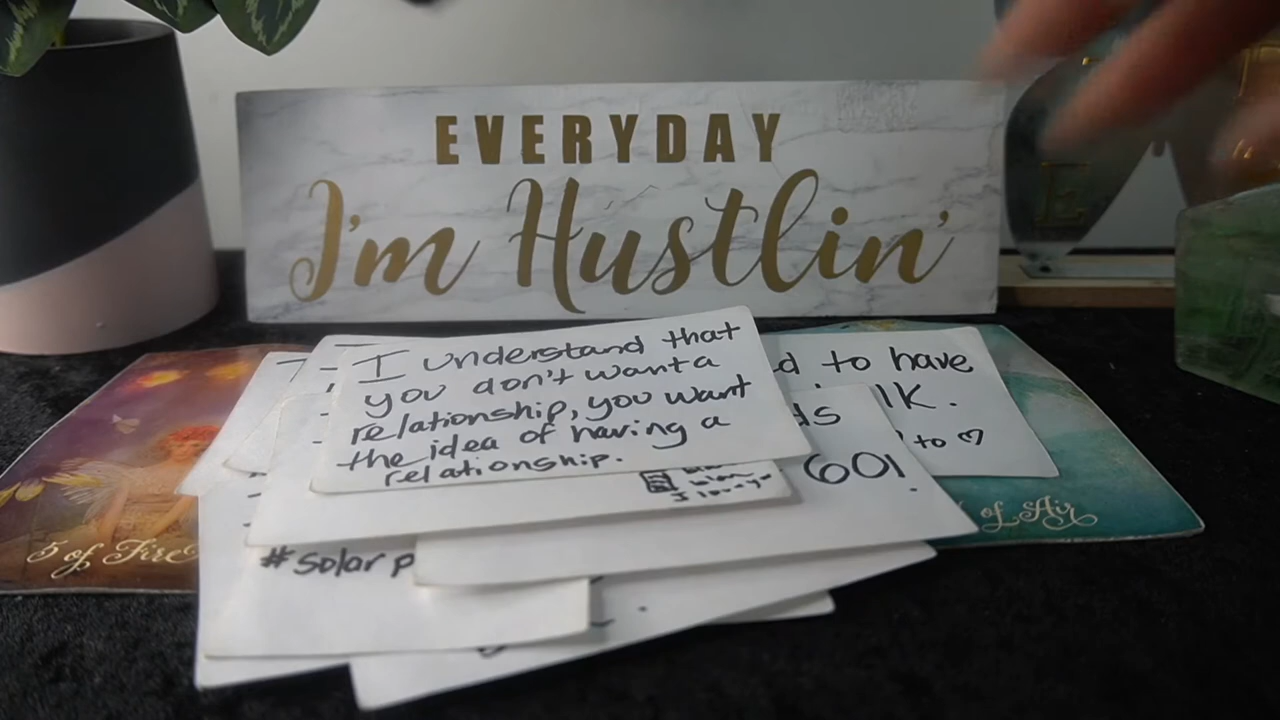 EVERYDAY
I'm Hustlin'
I understand that
you don't want a
relationship, you want
the idea of having a
relationship.
to have
to ♡
601
#solar
5 of Fire
of Air
E